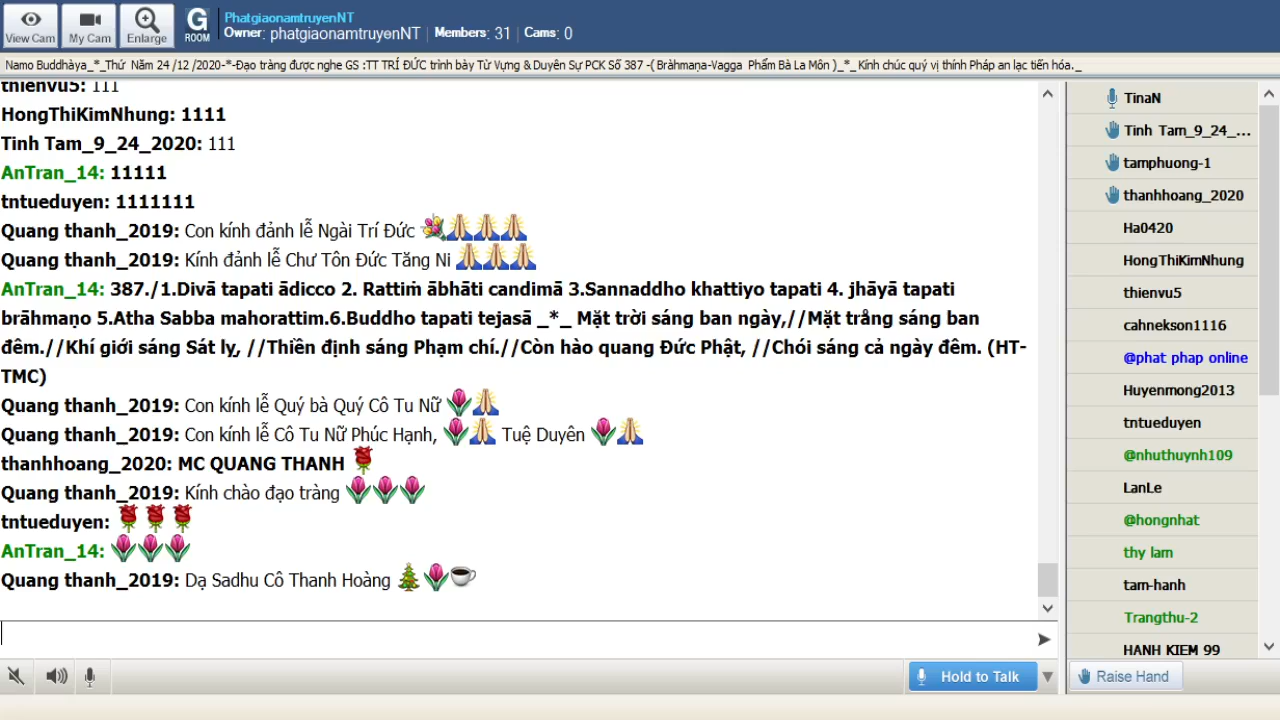 View Cam
My Cam
Enlarge
G
ROOM
PhatgiaonamtruyenNT
Owner: phatgiaonamtruyenNT | Members: 31 | Cams: 0
Namo Buddhàya_*_Thứ Năm 24 /12 /2020-*-Đạo tràng được nghe GS :TT TRÍ ĐỨC trình bày Từ Vựng & Duyên Sự PCK Số 387 -( Bràhmaṇa-Vagga Phẩm Bà La Môn )_*_ Kính chúc quý vị thính Pháp an lạc tiến hóa._
thienvu5: 111
HongThiKimNhung: 1111
Tinh Tam_9_24_2020: 111
AnTran_14: 11111
tntueduyen: 1111111
Quang thanh_2019: Con kính đảnh lễ Ngài Trí Đức
Quang thanh_2019: Kính đảnh lễ Chư Tôn Đức Tăng Ni
AnTran_14: 387./1.Divā tapati ādicco 2. Rattiṁ ābhāti candimā 3.Sannaddho khattiyo tapati 4. jhāyā tapati
brāhmaṇo 5.Atha Sabba mahorattim.6.Buddho tapati tejasā _*_ Mặt trời sáng ban ngày,//Mặt trăng sáng ban
đêm.//Khí giới sáng Sát lỵ, //Thiền định sáng Phạm chí.//Còn hào quang Đức Phật, //Chói sáng cả ngày đêm. (HT-
TMC)
Quang thanh_2019: Con kính lễ Quý bà Quý Cô Tu Nữ
Quang thanh_2019: Con kính lễ Cô Tu Nữ Phúc Hạnh, Tuệ Duyên
thanhhoang_2020: MC QUANG THANH
Quang thanh_2019: Kính chào đạo tràng
tntueduyen:
AnTran_14:
Quang thanh_2019: Dạ Sadhu Cô Thanh Hoàng
Hold to Talk
TinaN
Tinh Tam_9_24_...
tamphuong-1
thanhhoang_2020
Ha0420
HongThiKimNhung
thienvu5
cahnekson1116
@phat phap online
Huyenmong2013
tntueduyen
@nhuthuynh109
LanLe
@hongnhat
thy lam
tam-hanh
Trangthu-2
HANH KIEM 99
Raise Hand